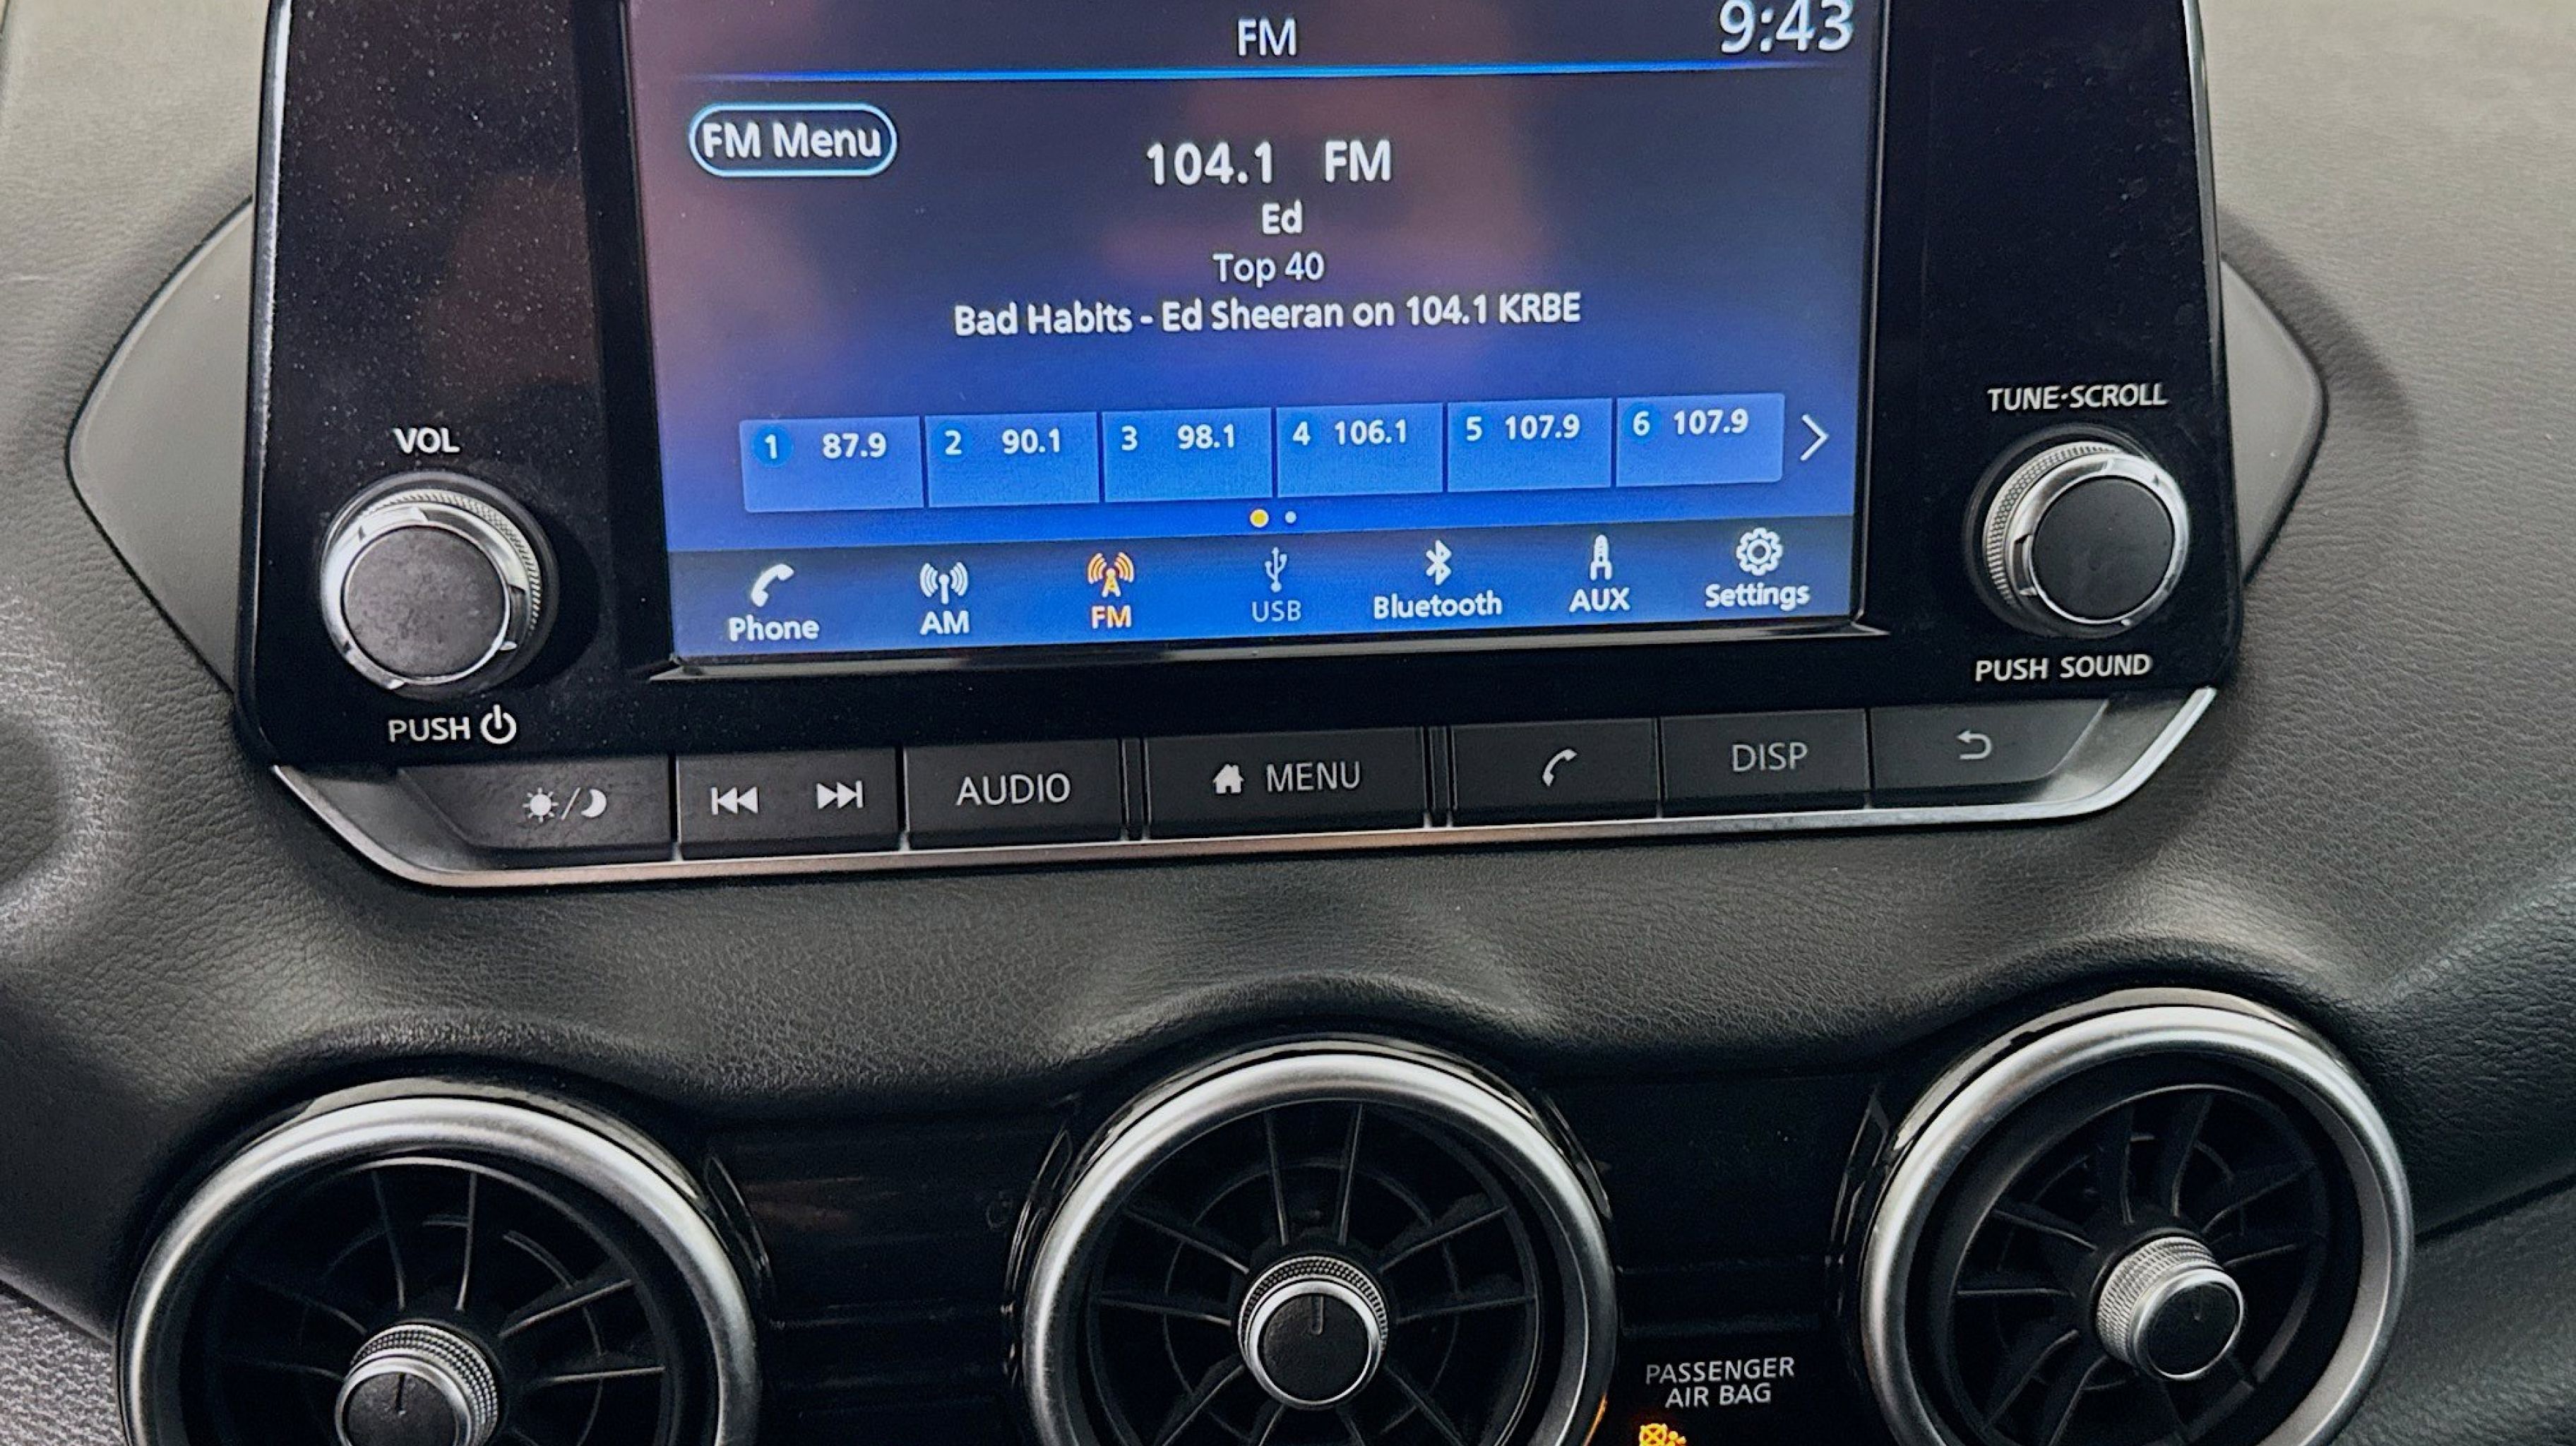 FM 9:43
FM Menu
104.1 FM
Ed
Top 40
Bad Habits - Ed Sheeran on 104.1 KRBE
1 87.9 2 90.1 3 98.1 4 106.1 5 107.9 6 107.9
Phone AM FM USB Bluetooth AUX Settings
VOL
PUSH
TUNE·SCROLL
PUSH SOUND
AUDIO MENU DISP
PASSENGER
AIR BAG